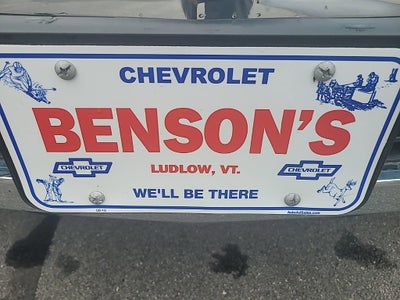 CHEVROLET
BENSON'S
LUDLOW, VT.
CHEVROLET
CHEVROLET
WE'LL BE THERE